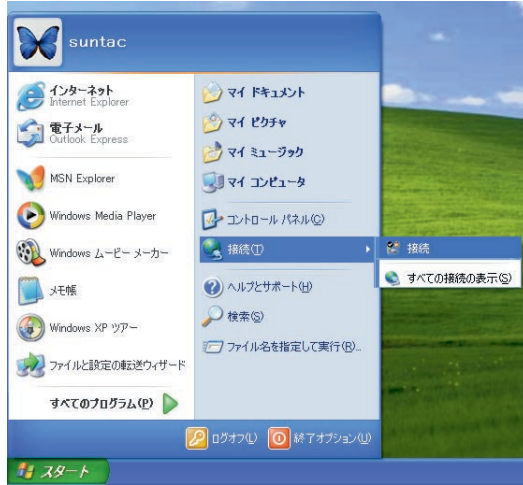 suntac
インターネット
Internet Explorer
電子メール
Outlook Express
MSN Explorer
Windows Media Player
Windows ムービー メーカー
メモ帳
Windows XP ツアー
ファイルと設定の転送ウィザード
すべてのプログラム(P)
マイ ドキュメント
マイ ピクチャ
マイ ミュージック
マイ コンピュータ
コントロール パネル(C)
接続(T)
ヘルプとサポート(H)
検索(S)
ファイル名を指定して実行(R)...
接続
すべての接続の表示(S)
ログオフ(L)
終了オプション(U)
スタート